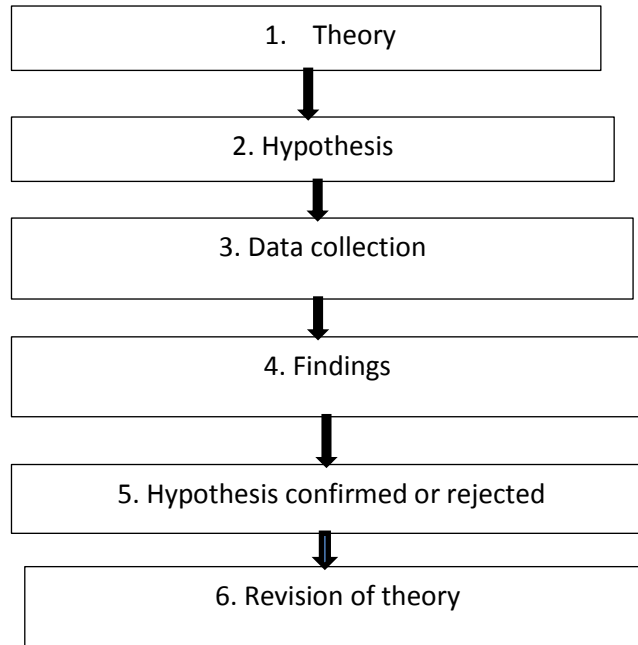 1. Theory
2. Hypothesis
3. Data collection
4. Findings
5. Hypothesis confirmed or rejected
6. Revision of theory